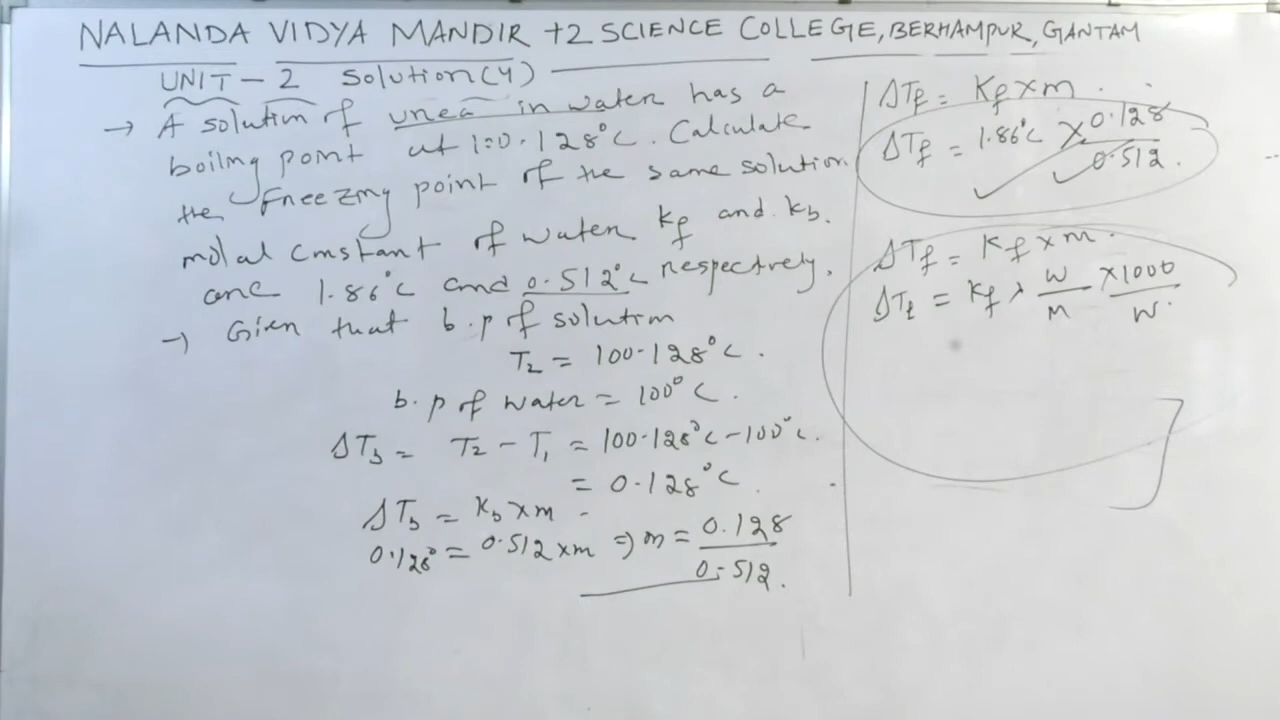 NALANDA VIDYA MANDIR +2 SCIENCE COLLEGE, BERHAMPUR, GANTAM
UNIT - 2 Solution (4)
→ A solution of urea in water has a
boiling point at 100.128°C. Calculate
the Freezing point of the same solution
molal constant of water Kf and Kb.
are 1.86°C and 0.512°C respectively.
→ Given that b.p of solution
T2 = 100.128°C.
b.p of water = 100°C.
ΔTb = T2 - T1 = 100.128°C - 100°C.
= 0.128°C.
ΔTb = Kb × m
0.128° = 0.512 × m ⇒ m = 0.128 / 0.512.
ΔTf = Kf × m.
ΔTf = 1.86°C × 0.128 / 0.512.
ΔTf = Kf × m.
ΔTf = Kf × w / M × 1000 / W.